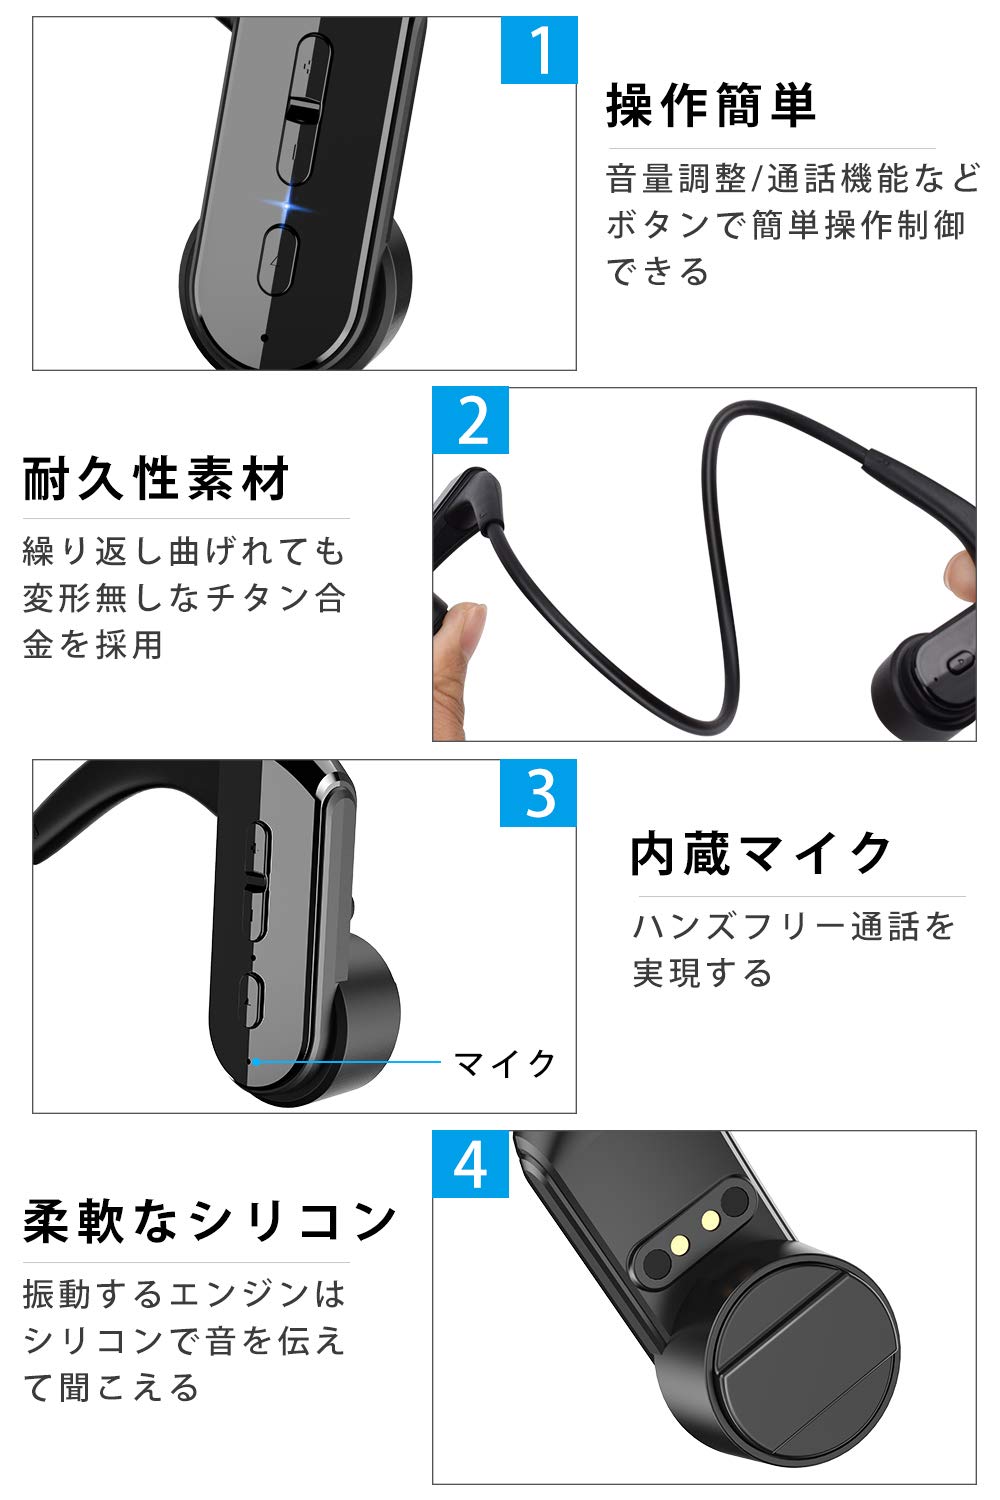 1
操作簡単
音量調整/通話機能など
ボタンで簡単操作制御
できる
2
耐久性素材
繰り返し曲げれても
変形無しなチタン合
金を採用
3
内蔵マイク
ハンズフリー通話を
実現する
マイク
4
柔軟なシリコン
振動するエンジンは
シリコンで音を伝え
て聞こえる